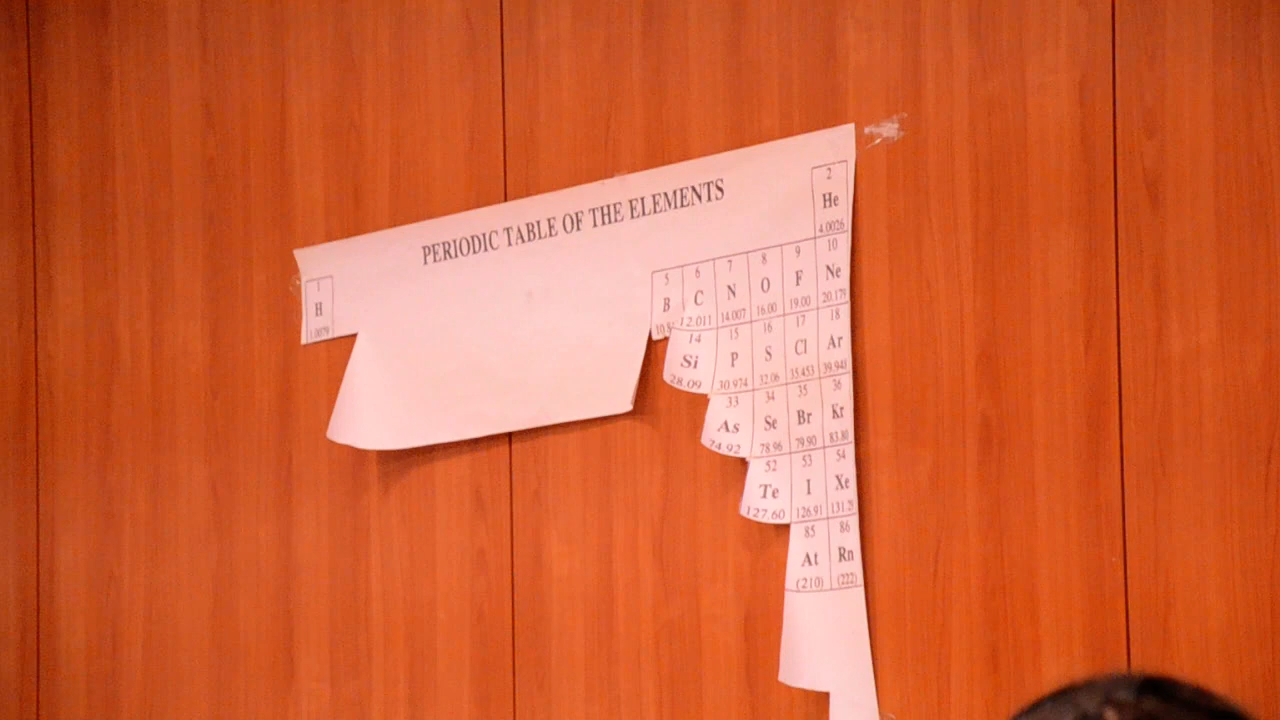 PERIODIC TABLE OF THE ELEMENTS
1 2
H He
1.0079 4.0026
5 6 7 8 9 10
B C N O F Ne
12.011 14.007 16.00 19.00 20.179
14 15 16 17 18
Si P S Cl Ar
28.09 30.974 32.06 35.453 39.948
33 34 35 36
As Se Br Kr
74.92 78.96 79.90 83.80
52 53 54
Te I Xe
127.60 126.91 131.29
85 86
At Rn
(210) (222)